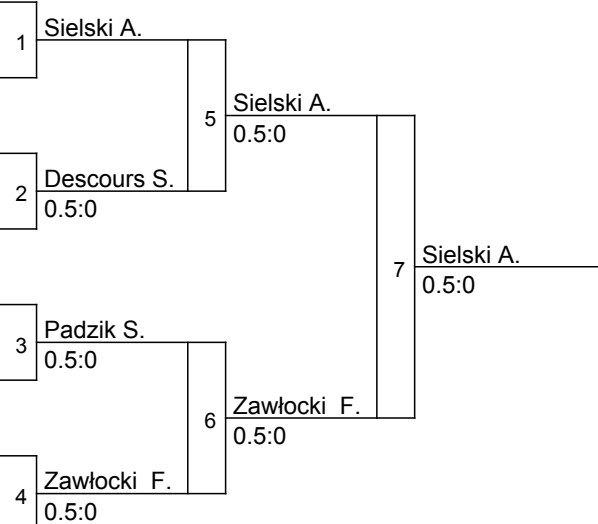 1
Sielski A.
5
Sielski A.
0.5:0
2
Descours S.
0.5:0
7
Sielski A.
0.5:0
3
Padzik S.
0.5:0
6
Zawłocki  F.
0.5:0
4
Zawłocki  F.
0.5:0